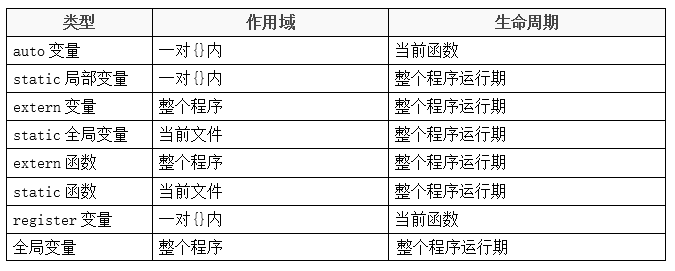 类型 作用域 生命周期
auto 变量 一对{}内 当前函数
static 局部变量 一对{}内 整个程序运行期
extern 变量 整个程序 整个程序运行期
static 全局变量 当前文件 整个程序运行期
extern 函数 整个程序 整个程序运行期
static 函数 当前文件 整个程序运行期
register 变量 一对{}内 当前函数
全局变量 整个程序 整个程序运行期